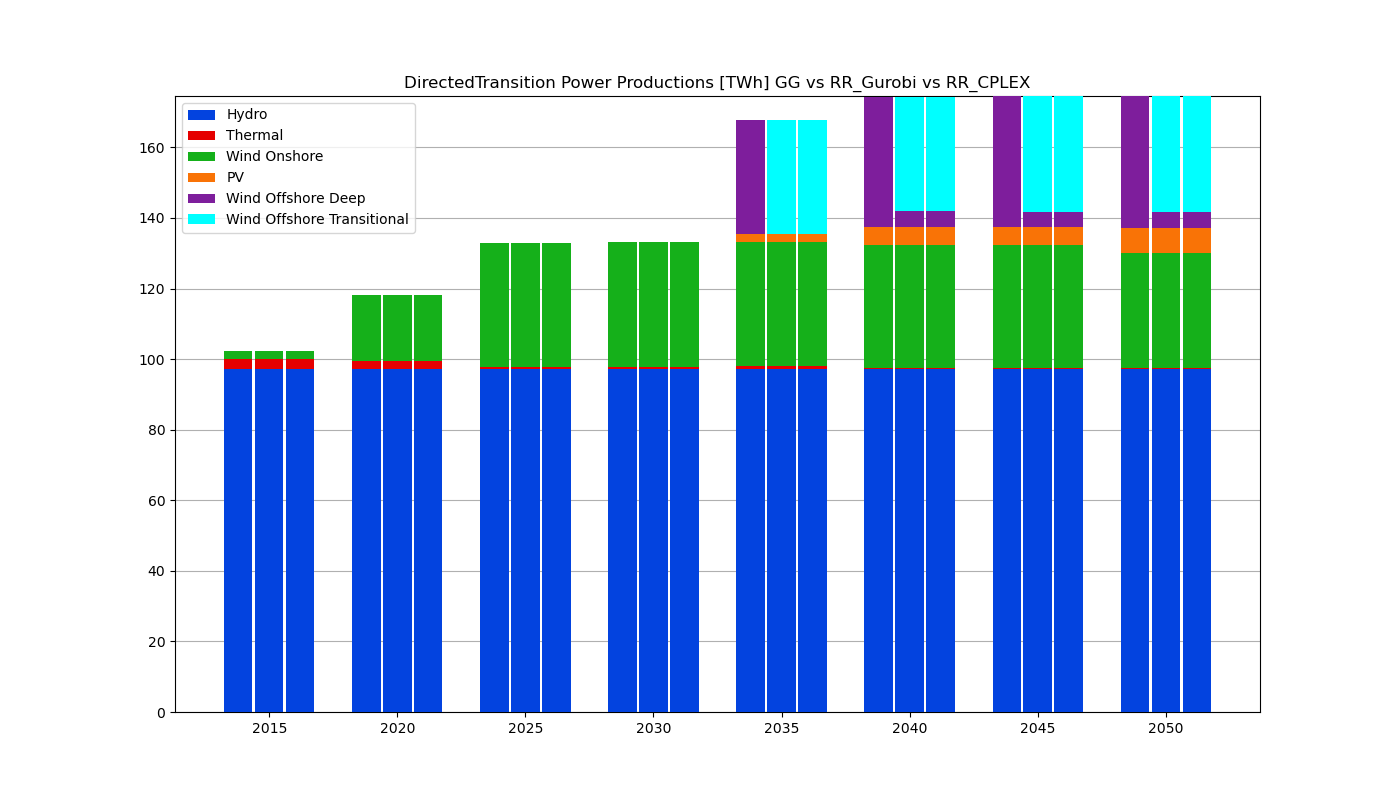 DirectedTransition Power Productions [TWh] GG vs RR_Gurobi vs RR_CPLEX
Hydro
Thermal
Wind Onshore
PV
Wind Offshore Deep
Wind Offshore Transitional
160
140
120
100
80
60
40
20
0
2015 2020 2025 2030 2035 2040 2045 2050